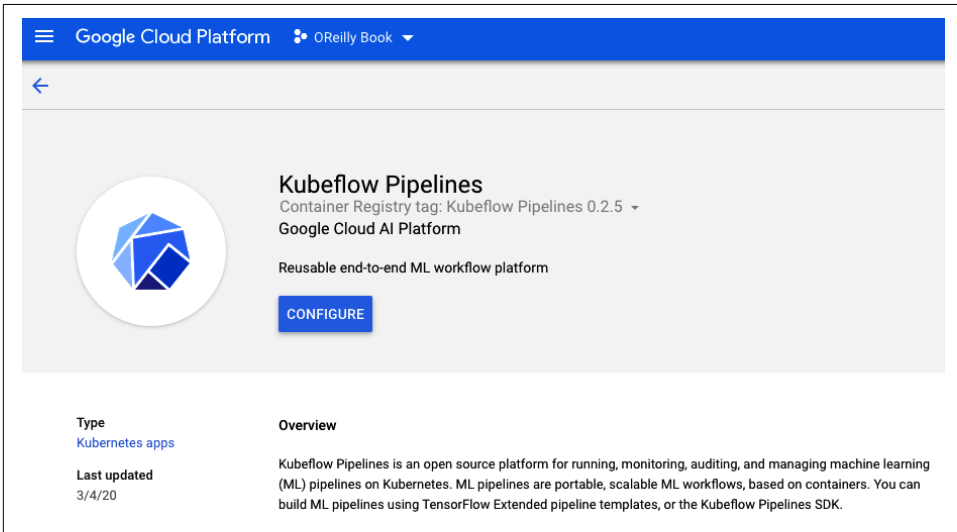 Google Cloud Platform OReilly Book
Kubeflow Pipelines
Container Registry tag: Kubeflow Pipelines 0.2.5
Google Cloud AI Platform
Reusable end-to-end ML workflow platform
CONFIGURE
Type
Kubernetes apps
Last updated
3/4/20
Overview
Kubeflow Pipelines is an open source platform for running, monitoring, auditing, and managing machine learning
(ML) pipelines on Kubernetes. ML pipelines are portable, scalable ML workflows, based on containers. You can
build ML pipelines using TensorFlow Extended pipeline templates, or the Kubeflow Pipelines SDK.